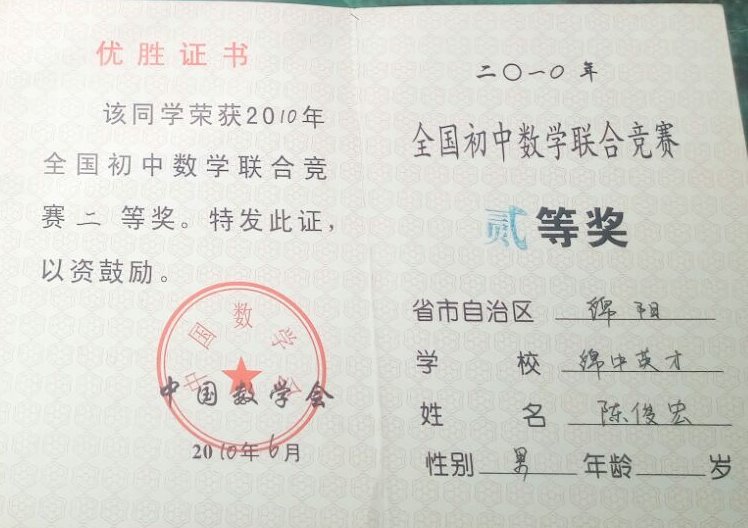 优胜证书
该同学荣获2010年
全国初中数学联合竞
赛二等奖。特发此证，
以资鼓励。
中国数学会
中国数学会
2010年6月
二〇一〇年
全国初中数学联合竞赛
贰等奖
省市自治区 绵阳
学校 绵中英才
姓名 陈俊宏
性别 男 年龄 岁